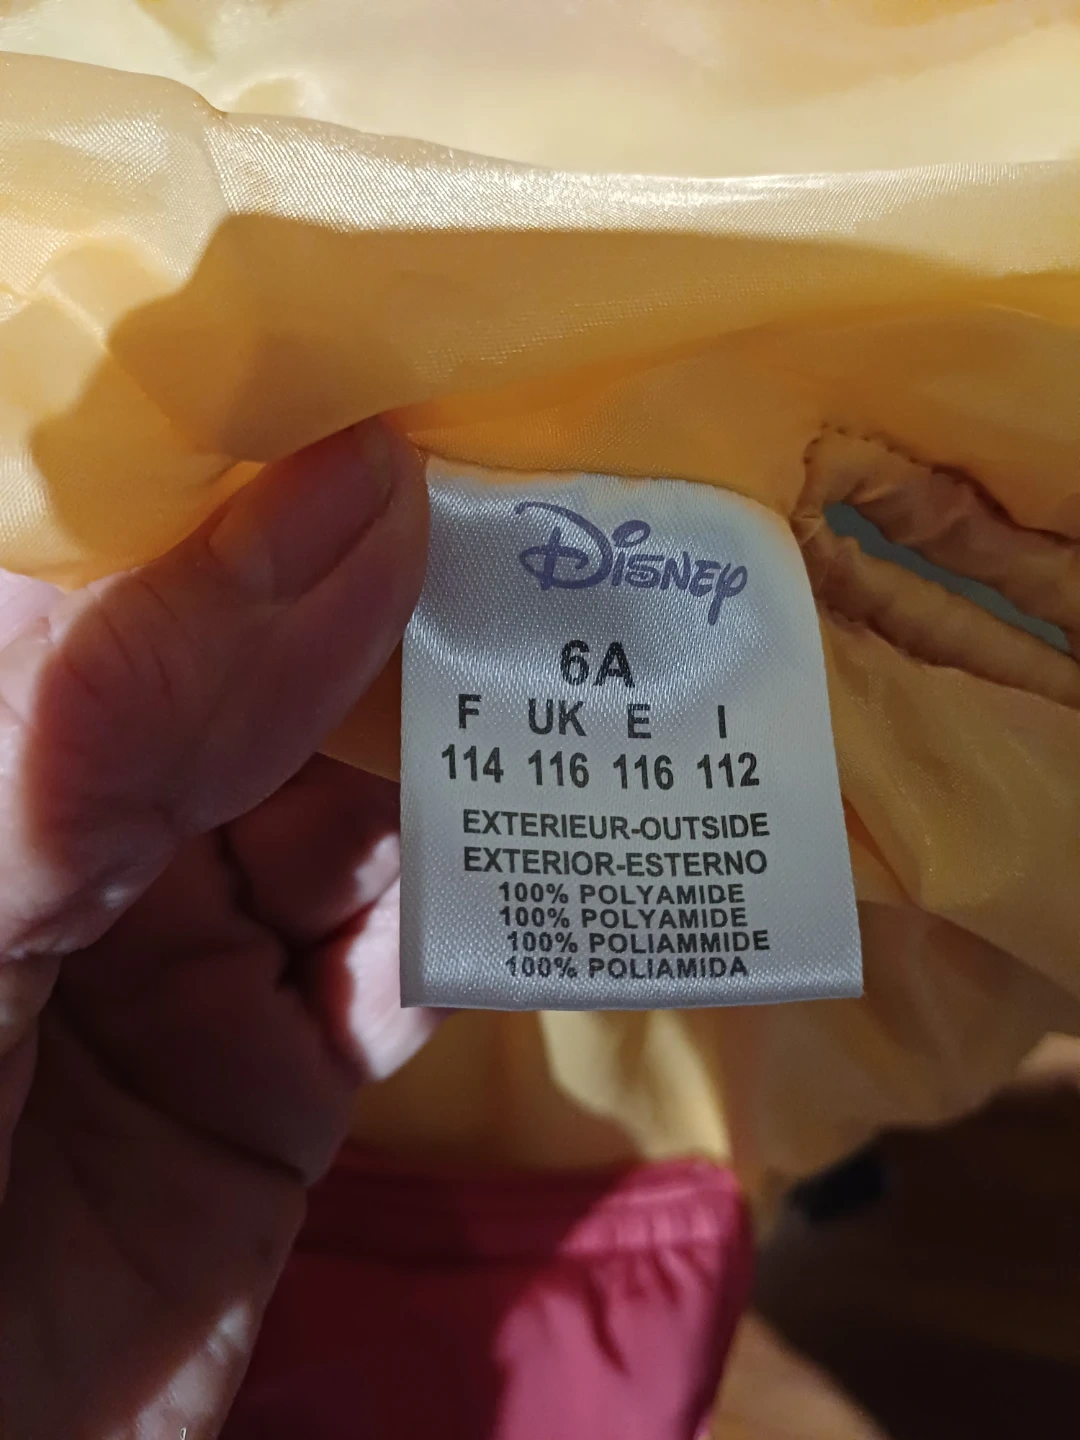 Disney
6A
F UK E I
114 116 116 112
EXTERIEUR-OUTSIDE
EXTERIOR-ESTERNO
100% POLYAMIDE
100% POLYAMIDE
100% POLIAMMIDE
100% POLIAMIDA